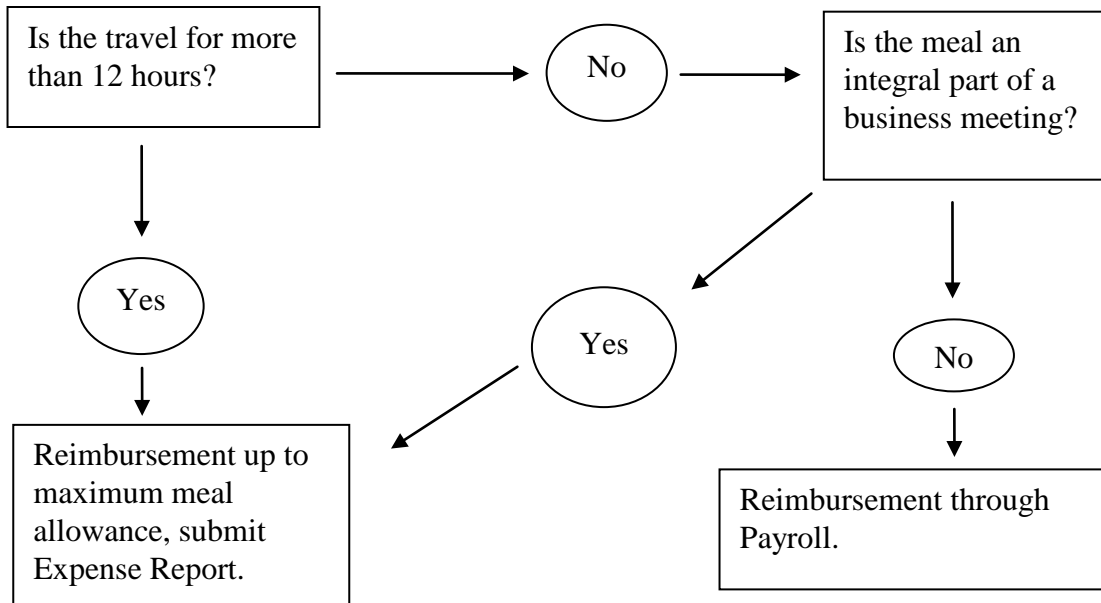 Is the travel for more
than 12 hours?
No
Is the meal an
integral part of a
business meeting?
Yes
Yes
No
Reimbursement up to
maximum meal
allowance, submit
Expense Report.
Reimbursement through
Payroll.